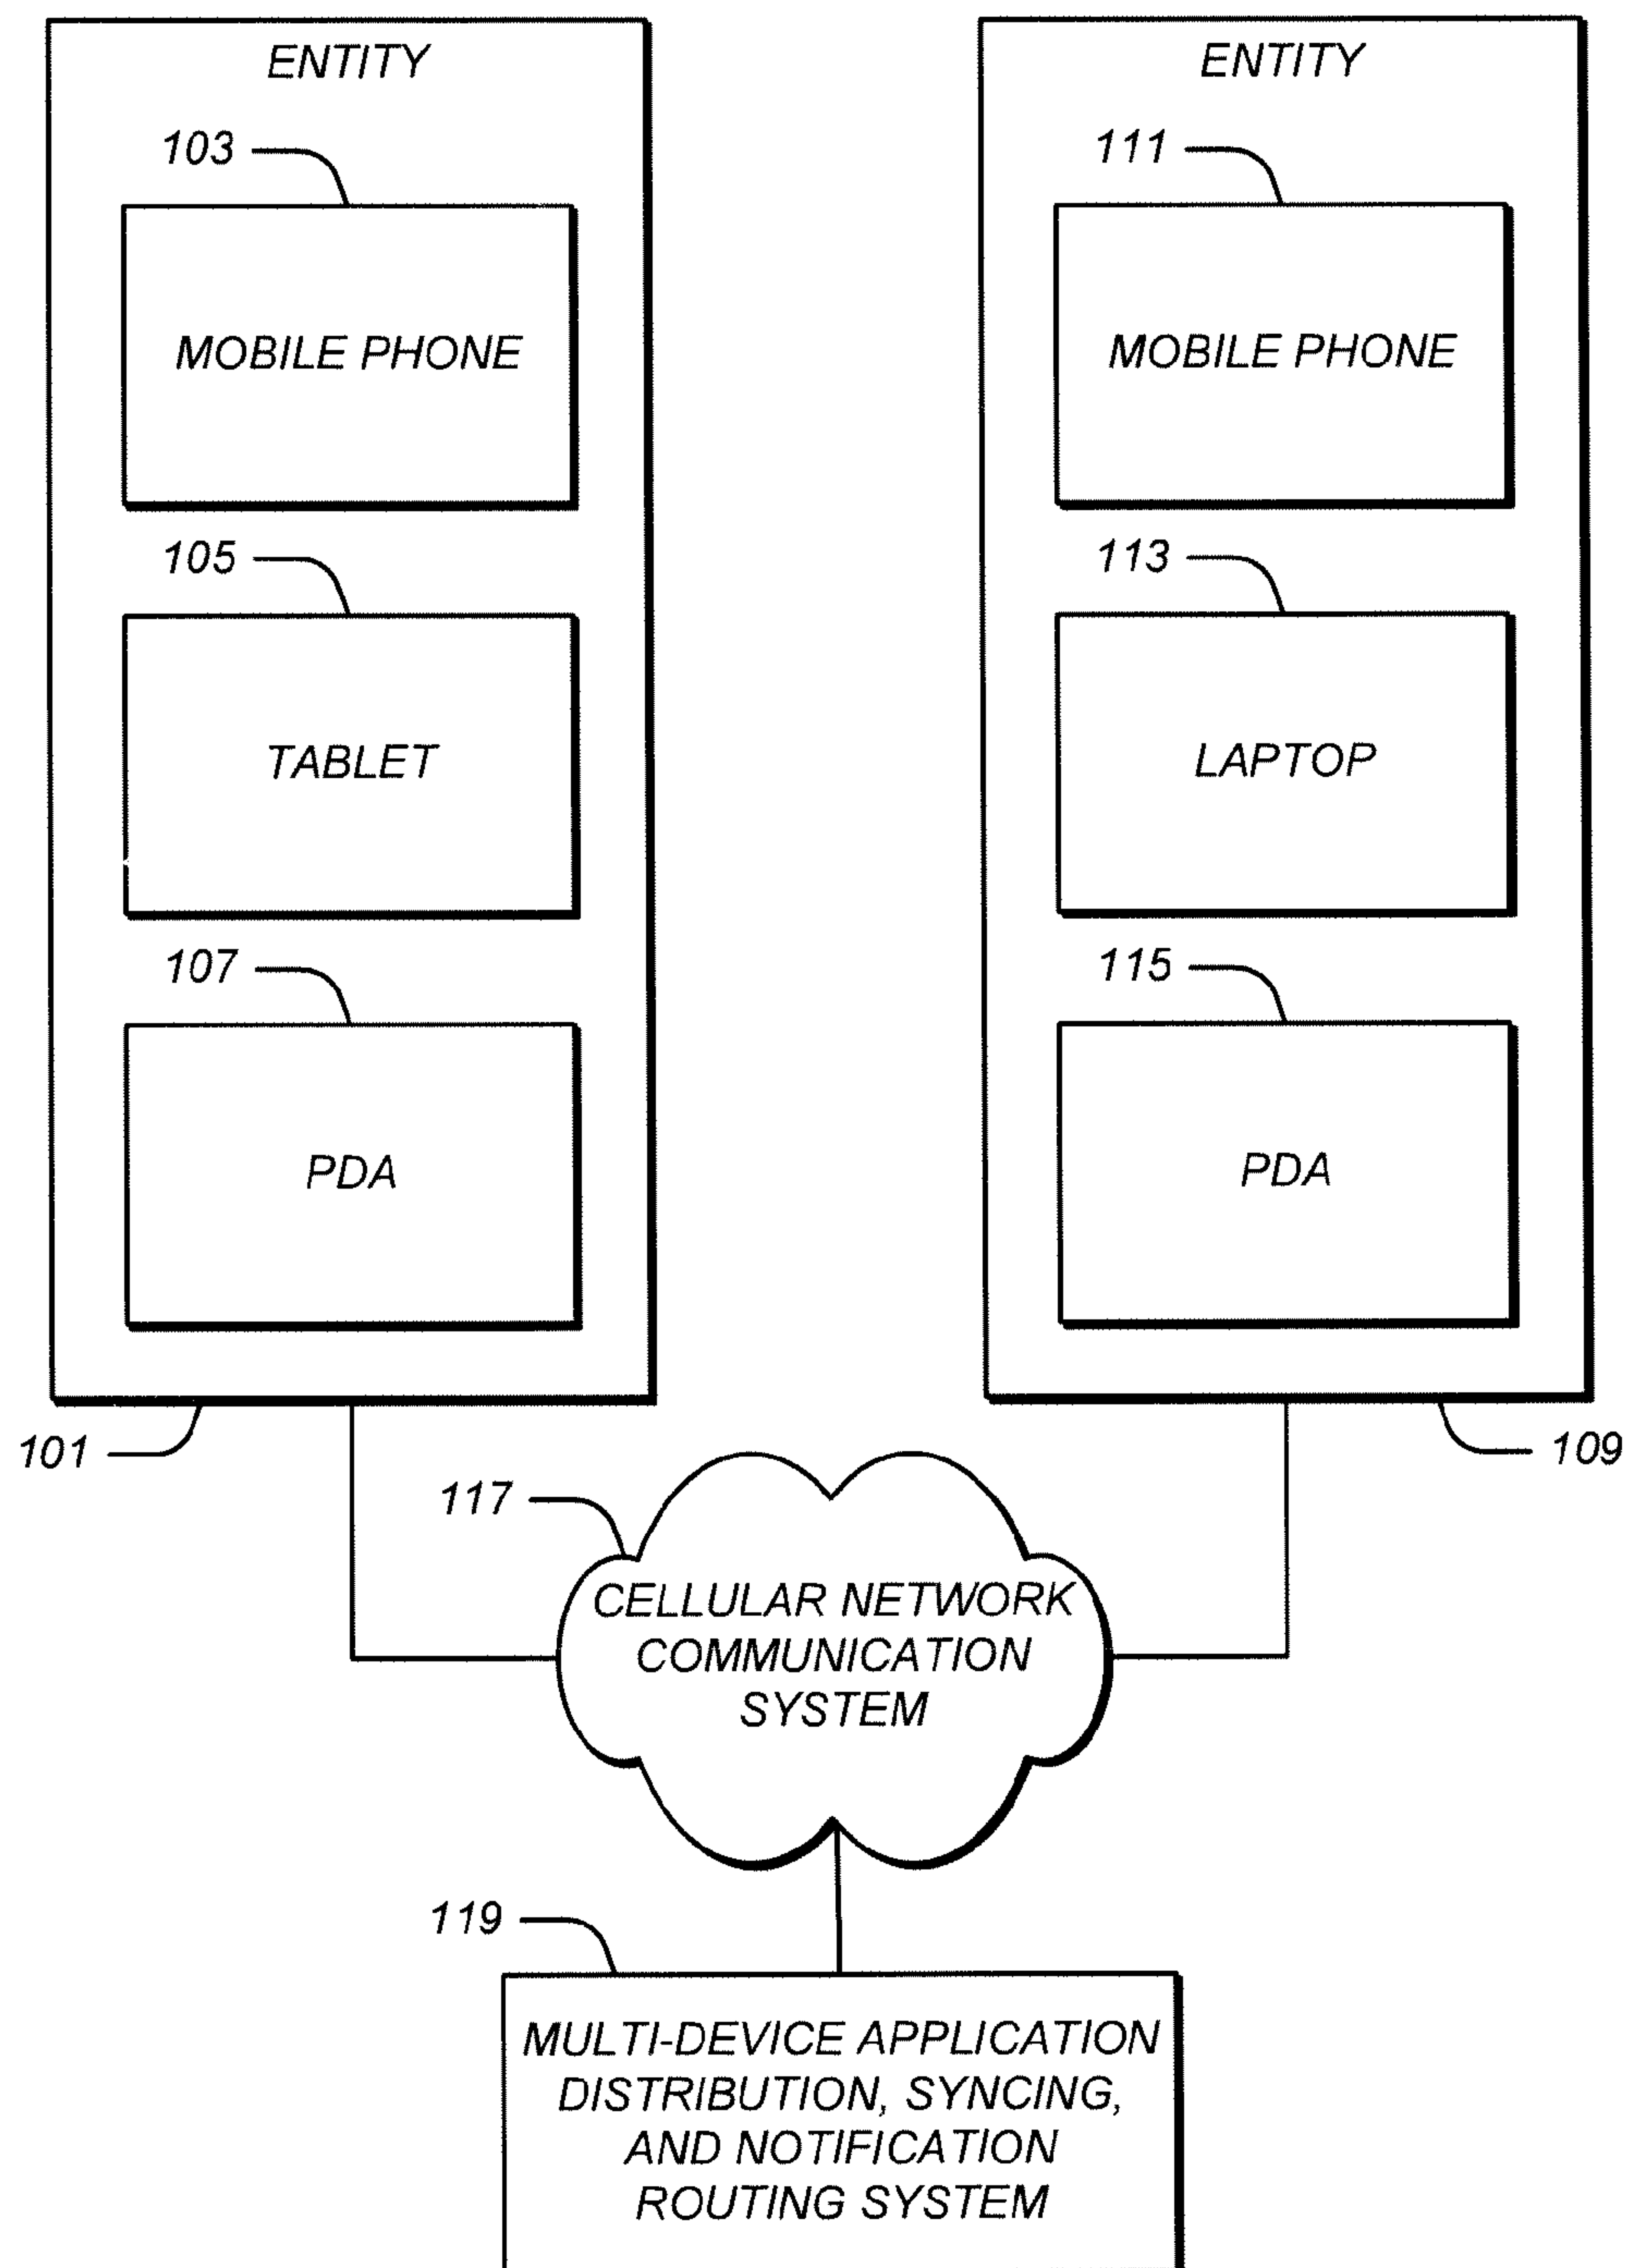 ENTITY
103
MOBILE PHONE
105
TABLET
107
PDA
101
ENTITY
111
MOBILE PHONE
113
LAPTOP
115
PDA
109
117
CELLULAR NETWORK
COMMUNICATION
SYSTEM
119
MULTI-DEVICE APPLICATION
DISTRIBUTION, SYNCING,
AND NOTIFICATION
ROUTING SYSTEM